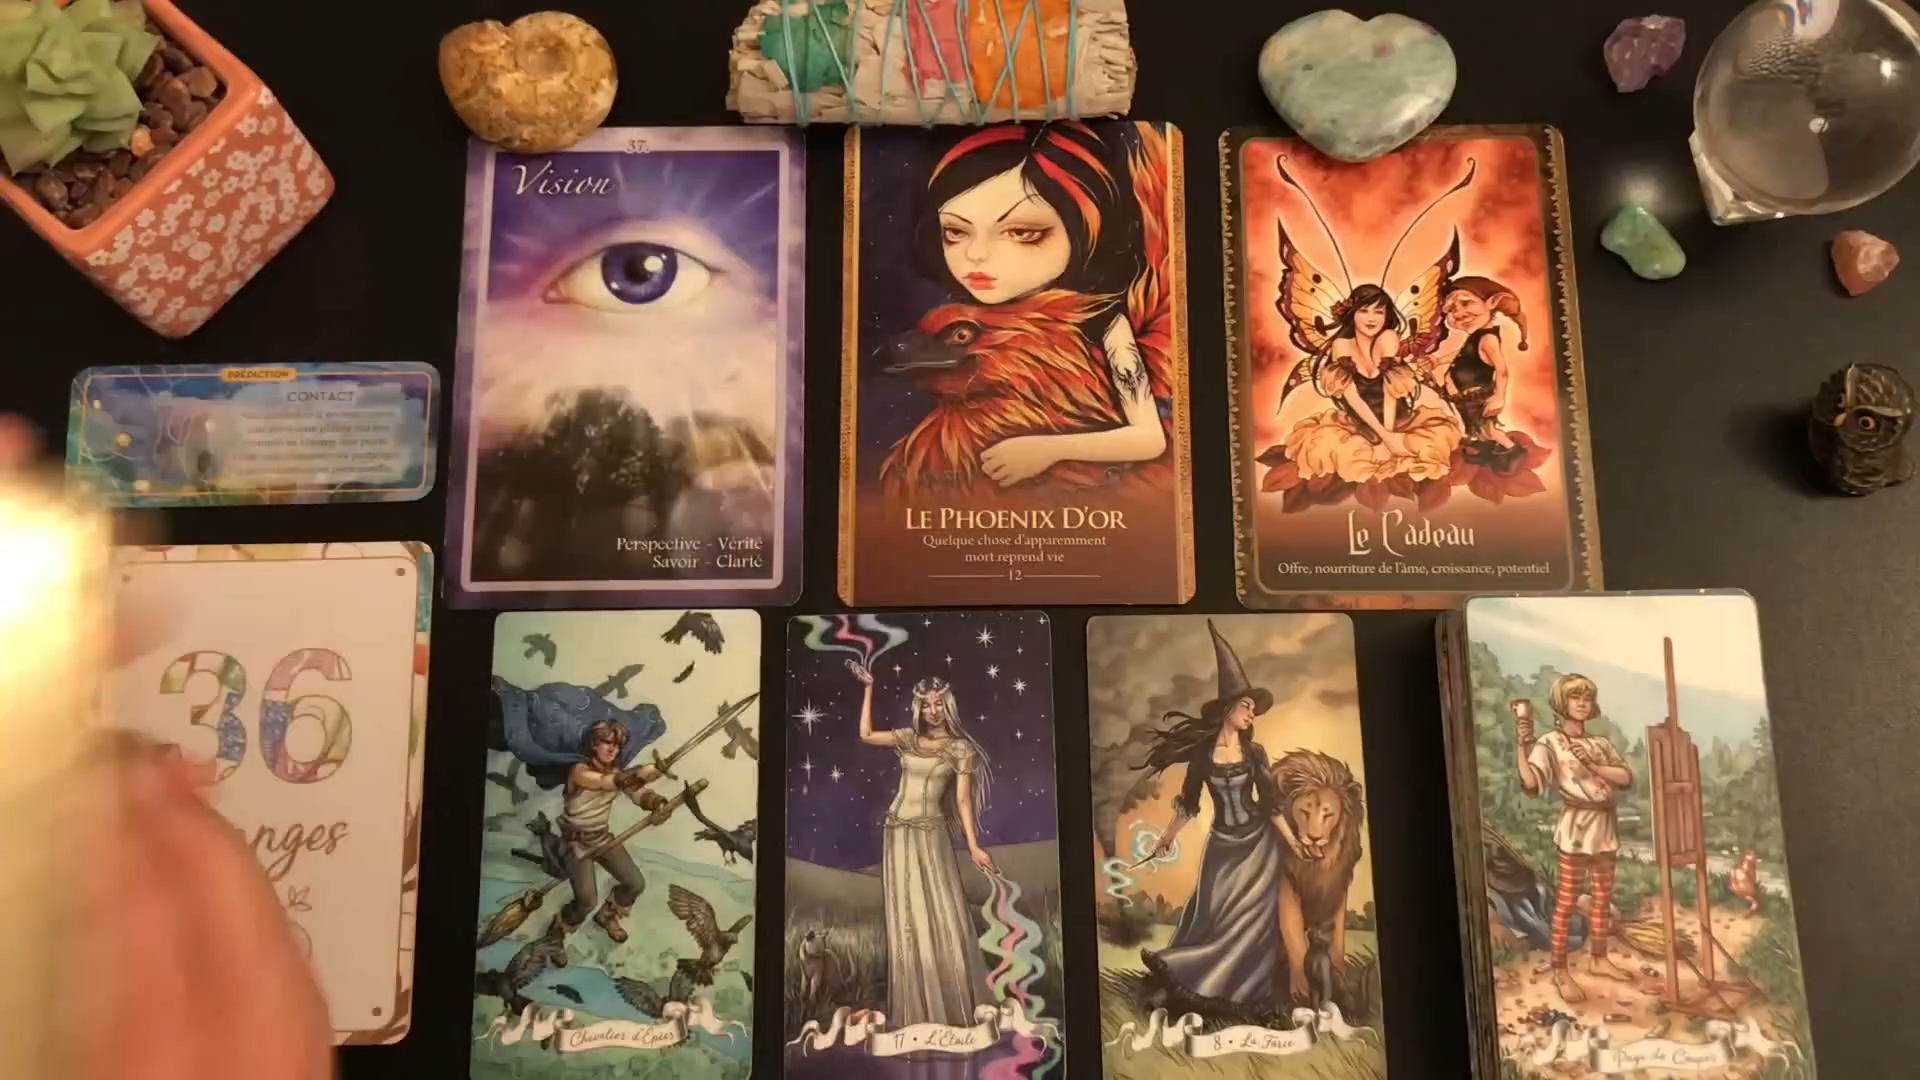 37.
Vision
Perspective - Vérité
Savoir - Clarté
LE PHOENIX D'OR
Quelque chose d'apparemment
mort reprend vie
12
Le Cadeau
Offre, nourriture de l'âme, croissance, potentiel
PRÉDICTION
CONTACT
36
nges
Chevalier d'Épées
17 • L'Étoile
8 • La Force
Page de Coupes